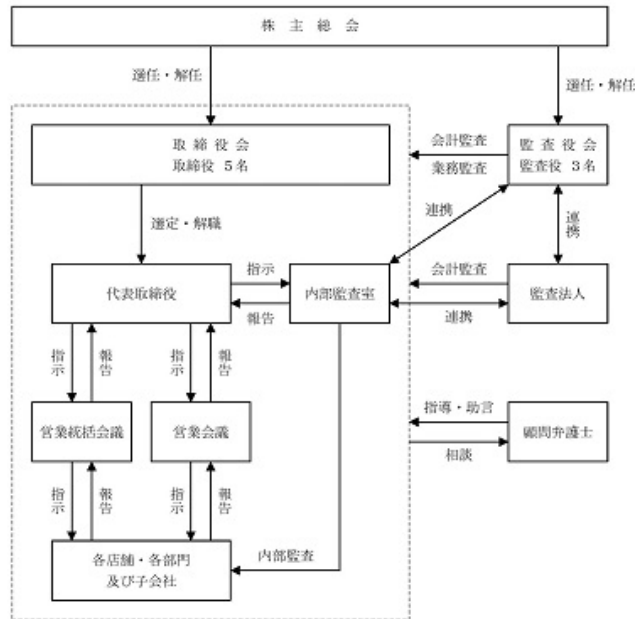 株主総会
選任・解任
選任・解任
取締役会
取締役 5名
会計監査
業務監査
監査役会
監査役 3名
選定・解職
連携
連携
代表取締役
指示
報告
内部監査室
会計監査
連携
監査法人
指示
報告
指示
報告
営業統括会議
営業会議
指導・助言
相談
顧問弁護士
指示
報告
指示
報告
各店舗・各部門
及び子会社
内部監査